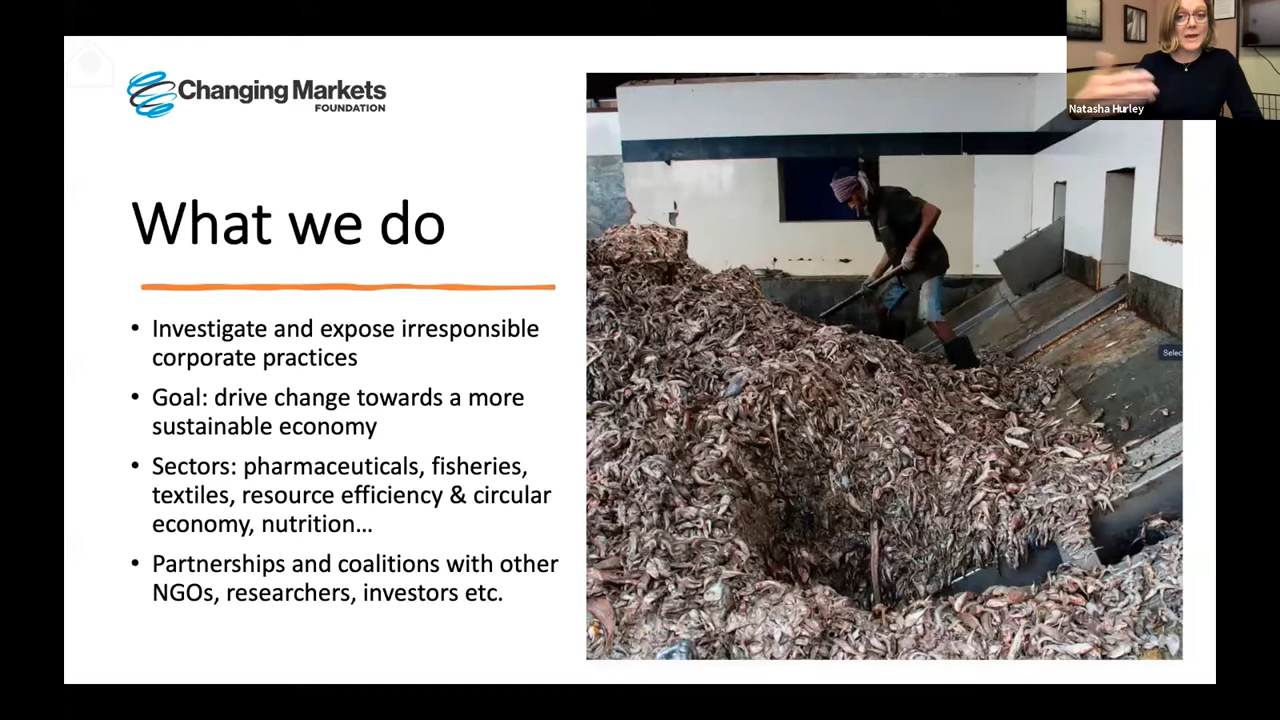 Changing Markets
FOUNDATION
Natasha Hurley
What we do
• Investigate and expose irresponsible
corporate practices
• Goal: drive change towards a more
sustainable economy
• Sectors: pharmaceuticals, fisheries,
textiles, resource efficiency & circular
economy, nutrition...
• Partnerships and coalitions with other
NGOs, researchers, investors etc.
Selec